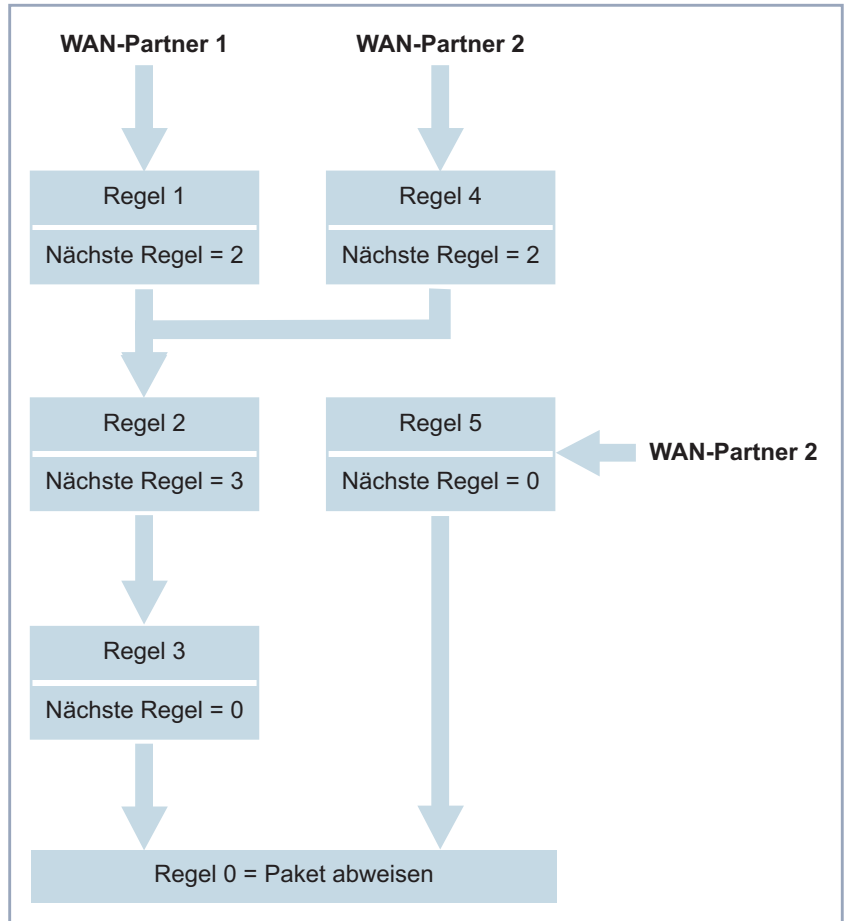 WAN-Partner 1
WAN-Partner 2
Regel 1
Nächste Regel = 2
Regel 4
Nächste Regel = 2
Regel 2
Nächste Regel = 3
Regel 5
Nächste Regel = 0
WAN-Partner 2
Regel 3
Nächste Regel = 0
Regel 0 = Paket abweisen